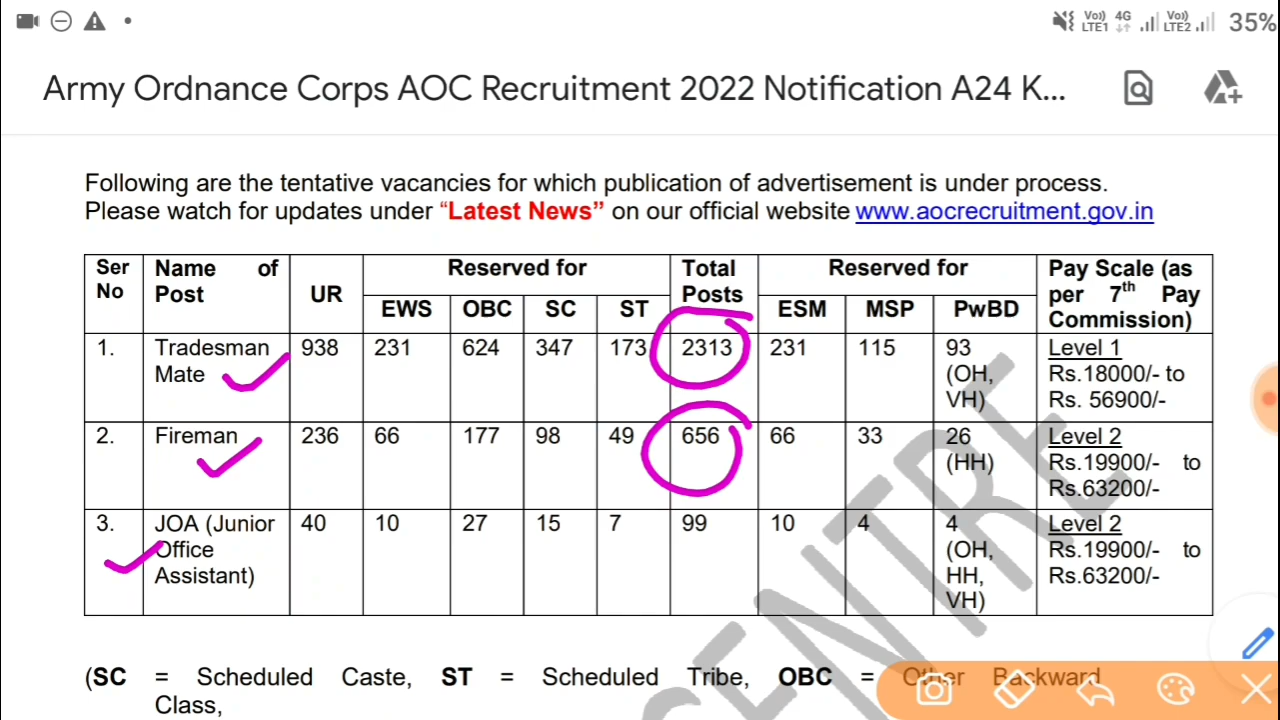 Vo)) 4G Vo))
LTE1 LTE2 35%
Army Ordnance Corps AOC Recruitment 2022 Notification A24 K...
Following are the tentative vacancies for which publication of advertisement is under process.
Please watch for updates under “Latest News” on our official website www.aocrecruitment.gov.in
Ser No Name of Post UR Reserved for Total Posts Reserved for Pay Scale (as per 7th Pay Commission)
EWS OBC SC ST ESM MSP PwBD
1. Tradesman Mate 938 231 624 347 173 2313 231 115 93 (OH, VH) Level 1 Rs.18000/- to Rs. 56900/-
2. Fireman 236 66 177 98 49 656 66 33 26 (HH) Level 2 Rs.19900/- to Rs.63200/-
3. JOA (Junior Office Assistant) 40 10 27 15 7 99 10 4 4 (OH, HH, VH) Level 2 Rs.19900/- to Rs.63200/-
(SC = Scheduled Caste, ST = Scheduled Tribe, OBC = Other Backward
Class,
CENTRE